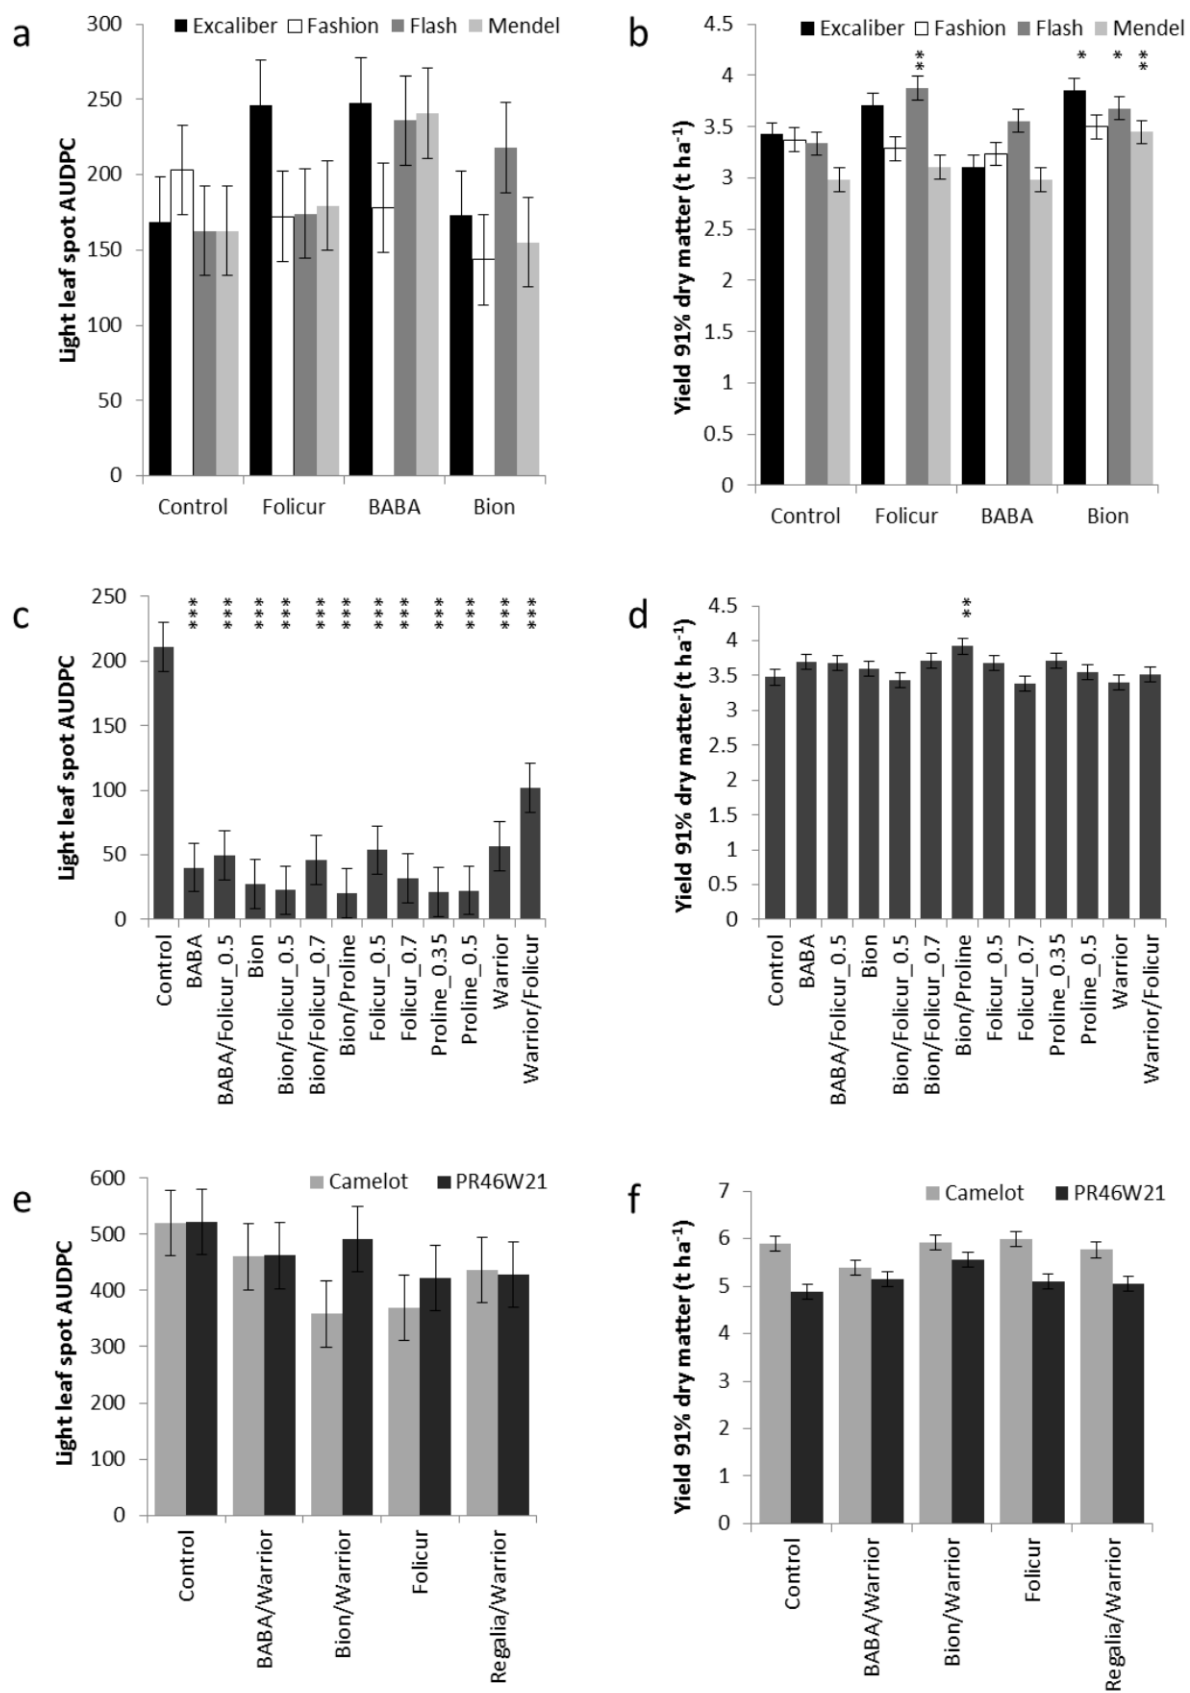 a
Excaliber Fashion Flash Mendel
Light leaf spot AUDPC
300
250
200
150
100
50
0
Control Folicur BABA Bion
b
Excaliber Fashion Flash Mendel
Yield 91% dry matter (t ha⁻¹)
4.5
4
3.5
3
2.5
2
1.5
1
0.5
0
** * * **
Control Folicur BABA Bion
c
Light leaf spot AUDPC
250
200
150
100
50
0
*** *** *** *** *** *** *** *** *** *** *** ***
Control
BABA
BABA/Folicur_0.5
Bion
Bion/Folicur_0.5
Bion/Folicur_0.7
Bion/Proline
Folicur_0.5
Folicur_0.7
Proline_0.35
Proline_0.5
Warrior
Warrior/Folicur
d
Yield 91% dry matter (t ha⁻¹)
4.5
4
3.5
3
2.5
2
1.5
1
0.5
0
**
Control
BABA
BABA/Folicur_0.5
Bion
Bion/Folicur_0.5
Bion/Folicur_0.7
Bion/Proline
Folicur_0.5
Folicur_0.7
Proline_0.35
Proline_0.5
Warrior
Warrior/Folicur
e
Camelot PR46W21
Light leaf spot AUDPC
600
500
400
300
200
100
0
Control
BABA/Warrior
Bion/Warrior
Folicur
Regalia/Warrior
f
Camelot PR46W21
Yield 91% dry matter (t ha⁻¹)
7
6
5
4
3
2
1
0
Control
BABA/Warrior
Bion/Warrior
Folicur
Regalia/Warrior